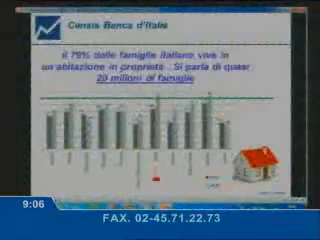 Censis Banca d'Italia
il 79% delle famiglie italiane vive in
un'abitazione in proprietà. Si parla di quasi
20 milioni di famiglie
9:06
FAX. 02-45.71.22.73